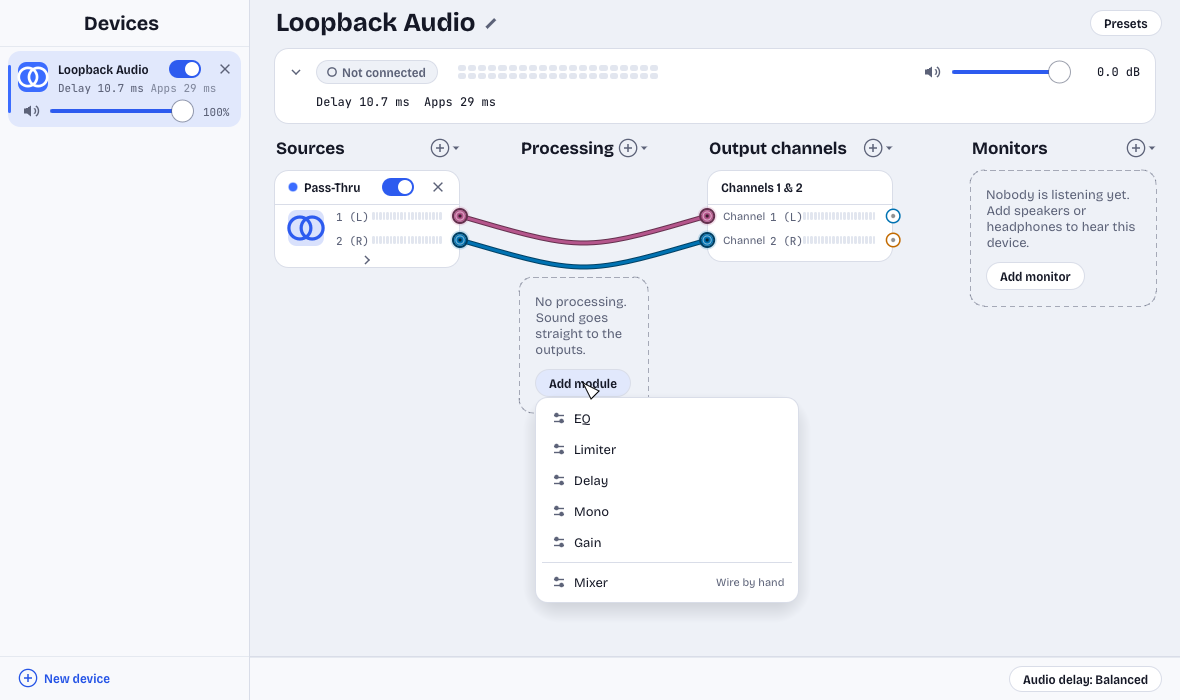 Devices
Loopback Audio
Delay 10.7 ms Apps 29 ms
100%
New device
Loopback Audio
Presets
Not connected
0.0 dB
Delay 10.7 ms Apps 29 ms
Sources
Processing
Output channels
Monitors
Pass-Thru
1 (L)
2 (R)
Channels 1 & 2
Channel 1 (L)
Channel 2 (R)
Nobody is listening yet.
Add speakers or
headphones to hear this
device.
Add monitor
No processing.
Sound goes
straight to the
outputs.
Add module
EQ
Limiter
Delay
Mono
Gain
Mixer Wire by hand
Audio delay: Balanced